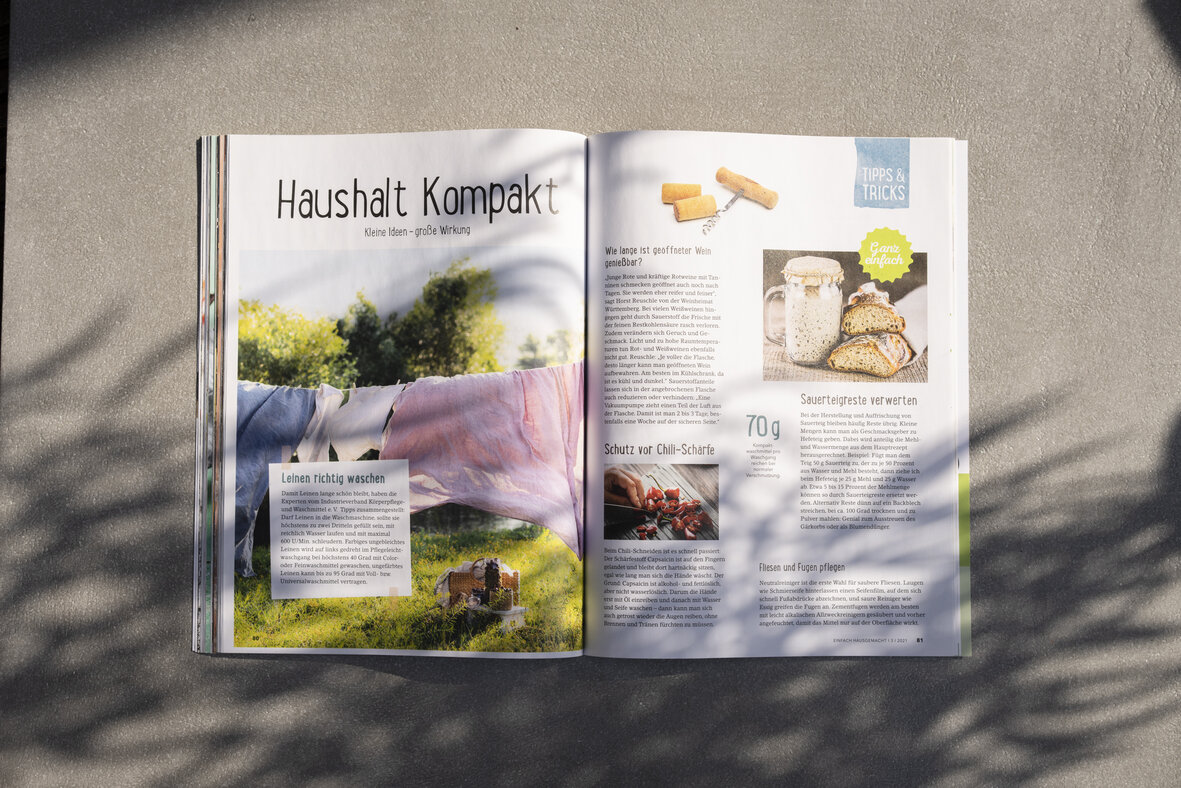 Haushalt Kompakt
Kleine Ideen – große Wirkung
Leinen richtig waschen
Damit Leinen lange schön bleibt, haben die
Experten vom Industrieverband Körperpflege-
und Waschmittel e. V. Tipps zusammengestellt:
Darf Leinen in die Waschmaschine, sollte sie
höchstens zu zwei Dritteln gefüllt sein, mit
reichlich Wasser laufen und mit maximal
600 U/Min. schleudern. Farbiges ungebleichtes
Leinen wird auf links gedreht im Pflegeleicht-
waschgang bei höchstens 40 Grad mit Color-
oder Feinwaschmittel gewaschen, ungefärbtes
Leinen kann bis zu 95 Grad mit Voll- bzw.
Universalwaschmittel vertragen.
80
TIPPS &
TRICKS
Wie lange ist geöffneter Wein
genießbar?
„Junge Rote und kräftige Rotweine mit Tan-
ninen schmecken geöffnet auch noch nach
Tagen. Sie werden eher reifer und feiner",
sagt Horst Reuschle von der Weinheimat
Württemberg. Bei vielen Weißweinen hin-
gegen geht durch Sauerstoff die Frische mit
der feinen Restkohlensäure rasch verloren.
Zudem verändern sich Geruch und Ge-
schmack. Licht und zu hohe Raumtempera-
turen tun Rot- und Weißweinen ebenfalls
nicht gut. Reuschle: „Je voller die Flasche,
desto länger kann man geöffneten Wein
aufbewahren. Am besten im Kühlschrank, da
ist es kühl und dunkel." Sauerstoffanteile
lassen sich in der angebrochenen Flasche
auch reduzieren oder verhindern: „Eine
Vakuumpumpe zieht einen Teil der Luft aus
der Flasche. Damit ist man 2 bis 3 Tage, bes-
tenfalls eine Woche auf der sicheren Seite."
Schutz vor Chili-Schärfe
Beim Chili-Schneiden ist es schnell passiert:
Der Schärfestoff Capsaicin ist auf den Fingern
gelandet und bleibt dort hartnäckig sitzen,
egal wie lang man sich die Hände wäscht. Der
Grund: Capsaicin ist alkohol- und fettlöslich,
aber nicht wasserlöslich. Darum die Hände
erst mit Öl einreiben und danach mit Wasser
und Seife waschen – dann kann man sich
auch getrost wieder die Augen reiben, ohne
Brennen und Tränen fürchten zu müssen.
70 g
Kompakt-
waschmittel pro
Waschgang
reichen bei
normaler
Verschmutzung.
Ganz
einfach
Sauerteigreste verwerten
Bei der Herstellung und Auffrischung von
Sauerteig bleiben häufig Reste übrig. Kleine
Mengen kann man als Geschmacksgeber zu
Hefeteig geben. Dabei wird anteilig die Mehl-
und Wassermenge aus dem Hauptrezept
herausgerechnet. Beispiel: Fügt man dem
Teig 50 g Sauerteig zu, der zu je 50 Prozent
aus Wasser und Mehl besteht, dann ziehe ich
beim Hefeteig je 25 g Mehl und 25 g Wasser
ab. Etwa 5 bis 15 Prozent der Mehlmenge
können so durch Sauerteigreste ersetzt wer-
den. Alternativ Reste dünn auf ein Backblech
streichen, bei ca. 100 Grad trocknen und zu
Pulver mahlen: Genial zum Ausstreuen des
Gärkorbs oder als Blumendünger.
Fliesen und Fugen pflegen
Neutralreiniger ist die erste Wahl für saubere Fliesen. Laugen
wie Schmierseife hinterlassen einen Seifenfilm, auf dem sich
schnell Fußabdrücke abzeichnen, und saure Reiniger wie
Essig greifen die Fugen an. Zementfugen werden am besten
mit leicht alkalischen Allzweckreinigern gesäubert und vorher
angefeuchtet, damit das Mittel nur auf der Oberfläche wirkt.
EINFACH HAUSGEMACHT | 3 / 2021 81